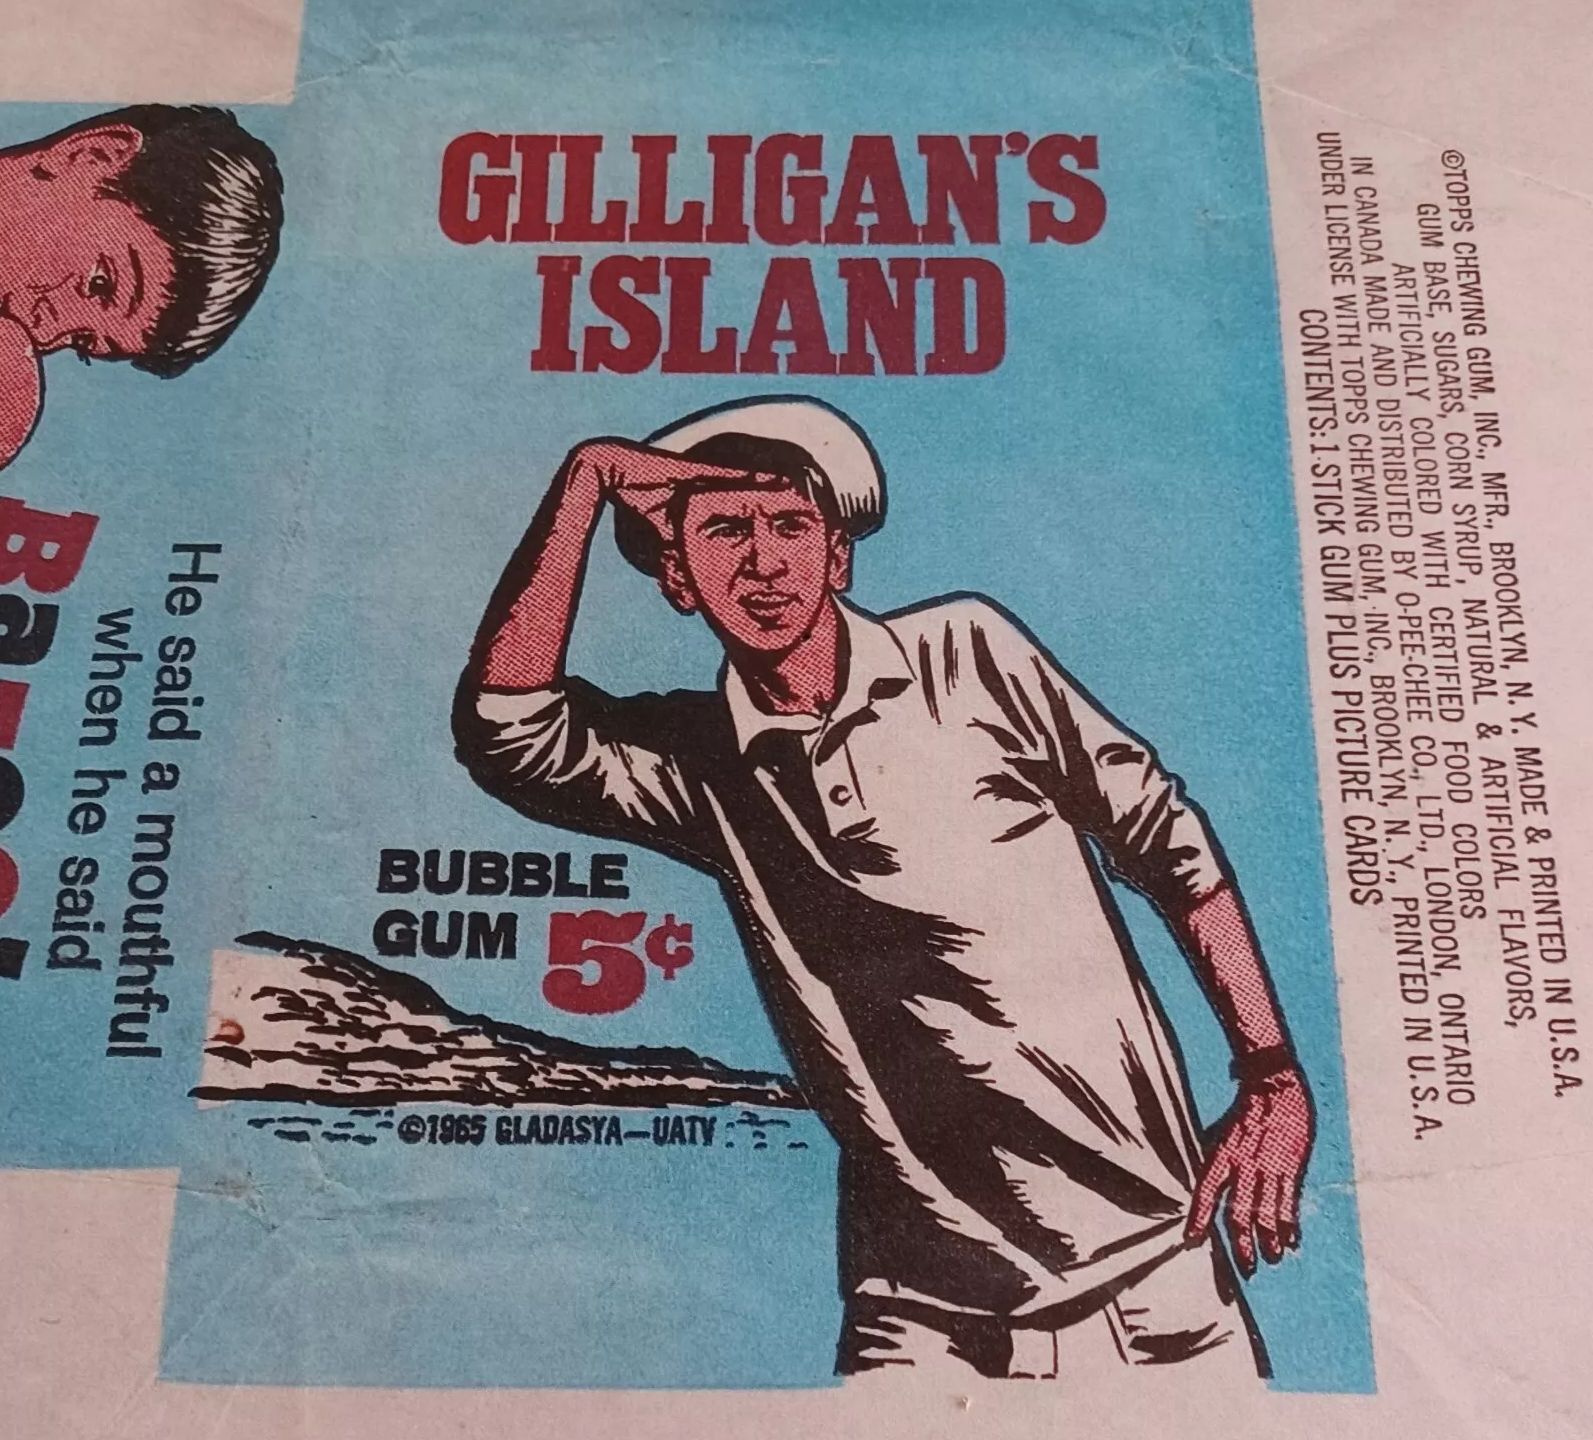 GILLIGAN'S
ISLAND
BUBBLE
GUM 5¢
©1965 GLADASYA—UATV
He said a mouthful
when he said
Bazooka
©TOPPS CHEWING GUM, INC., MFR., BROOKLYN, N. Y. MADE & PRINTED IN U.S.A.
GUM BASE, SUGARS, CORN SYRUP, NATURAL & ARTIFICIAL FLAVORS,
ARTIFICIALLY COLORED WITH CERTIFIED FOOD COLORS
IN CANADA MADE AND DISTRIBUTED BY O-PEE-CHEE CO., LTD., LONDON, ONTARIO
UNDER LICENSE WITH TOPPS CHEWING GUM, INC., BROOKLYN, N. Y., PRINTED IN U.S.A.
CONTENTS: 1 STICK GUM PLUS PICTURE CARDS